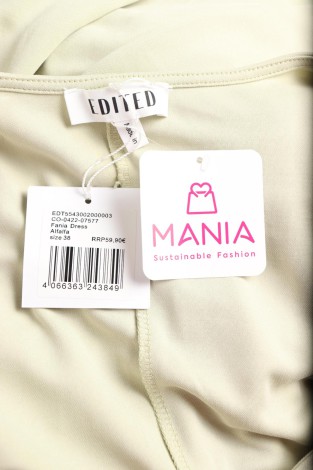 EDITED
EDT5543002000003
CO-0422-07577
Fania Dress
Alfalfa
size 38
RRP59,90€
4 066363 243849
MANIA
Sustainable Fashion